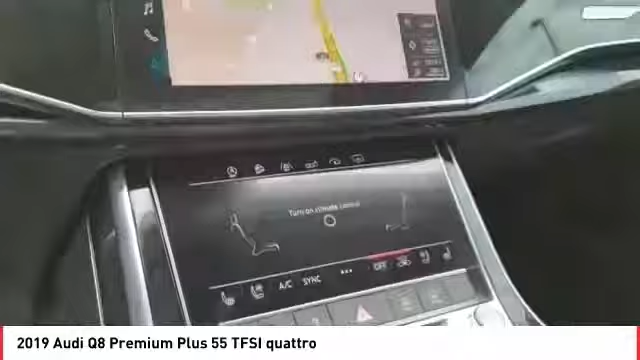 Turn on climate control
A/C SYNC ••• OFF
2019 Audi Q8 Premium Plus 55 TFSI quattro